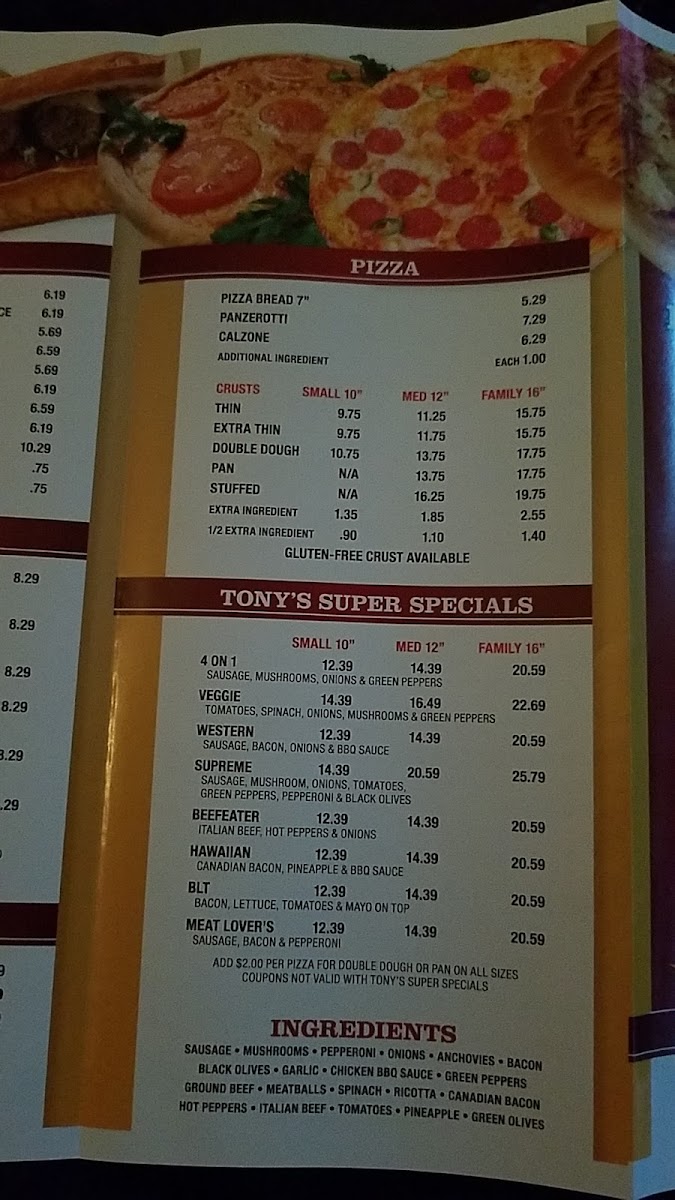 6.19
CE 6.19
5.69
6.59
5.69
6.19
6.59
6.19
10.29
.75
.75
8.29
8.29
8.29
8.29
8.29
.29
PIZZA
PIZZA BREAD 7" 5.29
PANZEROTTI 7.29
CALZONE 6.29
ADDITIONAL INGREDIENT EACH 1.00
CRUSTS SMALL 10" MED 12" FAMILY 16"
THIN 9.75 11.25 15.75
EXTRA THIN 9.75 11.75 15.75
DOUBLE DOUGH 10.75 13.75 17.75
PAN N/A 13.75 17.75
STUFFED N/A 16.25 19.75
EXTRA INGREDIENT 1.35 1.85 2.55
1/2 EXTRA INGREDIENT .90 1.10 1.40
GLUTEN-FREE CRUST AVAILABLE
TONY'S SUPER SPECIALS
SMALL 10" MED 12" FAMILY 16"
4 ON 1 12.39 14.39 20.59
SAUSAGE, MUSHROOMS, ONIONS & GREEN PEPPERS
VEGGIE 14.39 16.49 22.69
TOMATOES, SPINACH, ONIONS, MUSHROOMS & GREEN PEPPERS
WESTERN 12.39 14.39 20.59
SAUSAGE, BACON, ONIONS & BBQ SAUCE
SUPREME 14.39 20.59 25.79
SAUSAGE, MUSHROOM, ONIONS, TOMATOES,
GREEN PEPPERS, PEPPERONI & BLACK OLIVES
BEEFEATER 12.39 14.39 20.59
ITALIAN BEEF, HOT PEPPERS & ONIONS
HAWAIIAN 12.39 14.39 20.59
CANADIAN BACON, PINEAPPLE & BBQ SAUCE
BLT 12.39 14.39 20.59
BACON, LETTUCE, TOMATOES & MAYO ON TOP
MEAT LOVER'S 12.39 14.39 20.59
SAUSAGE, BACON & PEPPERONI
ADD $2.00 PER PIZZA FOR DOUBLE DOUGH OR PAN ON ALL SIZES
COUPONS NOT VALID WITH TONY'S SUPER SPECIALS
INGREDIENTS
SAUSAGE • MUSHROOMS • PEPPERONI • ONIONS • ANCHOVIES • BACON
BLACK OLIVES • GARLIC • CHICKEN BBQ SAUCE • GREEN PEPPERS
GROUND BEEF • MEATBALLS • SPINACH • RICOTTA • CANADIAN BACON
HOT PEPPERS • ITALIAN BEEF • TOMATOES • PINEAPPLE • GREEN OLIVES